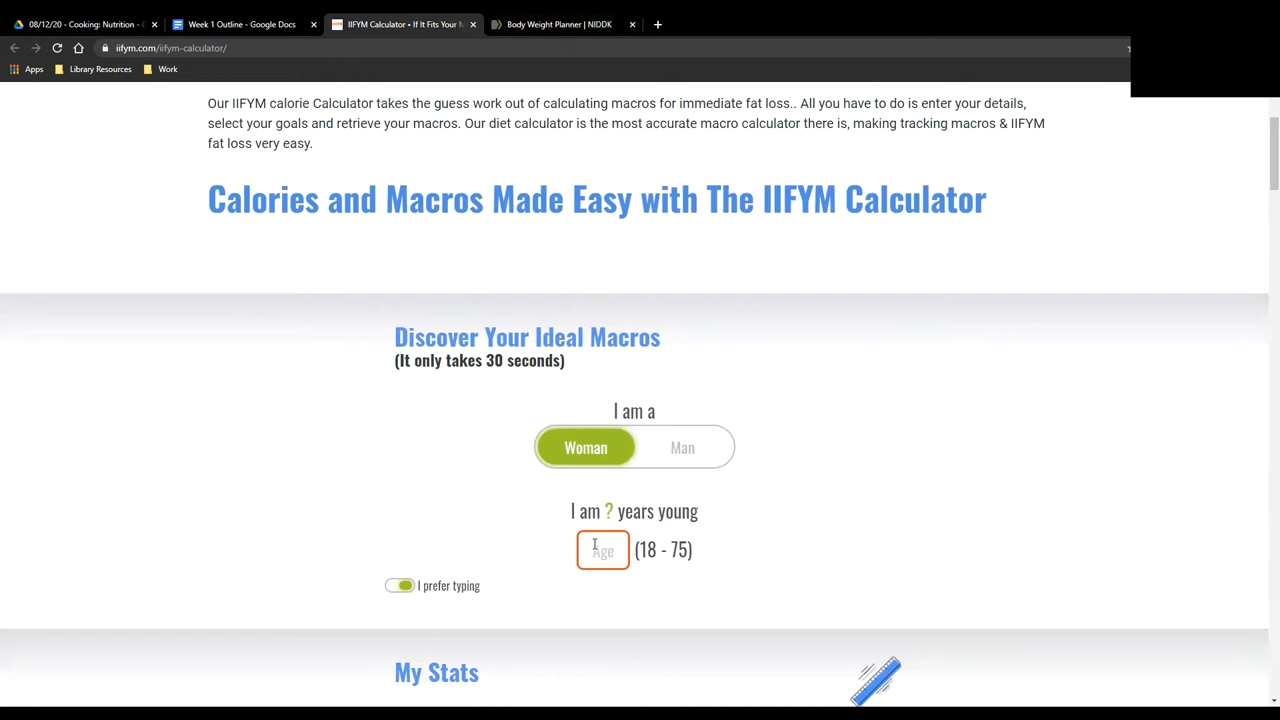 08/12/20 - Cooking: Nutrition - C
Week 1 Outline - Google Docs
IIFYM Calculator • If It Fits Your M
Body Weight Planner | NIDDK
iifym.com/iifym-calculator/
Apps
Library Resources
Work
Our IIFYM calorie Calculator takes the guess work out of calculating macros for immediate fat loss.. All you have to do is enter your details,
select your goals and retrieve your macros. Our diet calculator is the most accurate macro calculator there is, making tracking macros & IIFYM
fat loss very easy.
Calories and Macros Made Easy with The IIFYM Calculator
Discover Your Ideal Macros
(It only takes 30 seconds)
I am a
Woman
Man
I am ? years young
Age
(18 - 75)
I prefer typing
My Stats